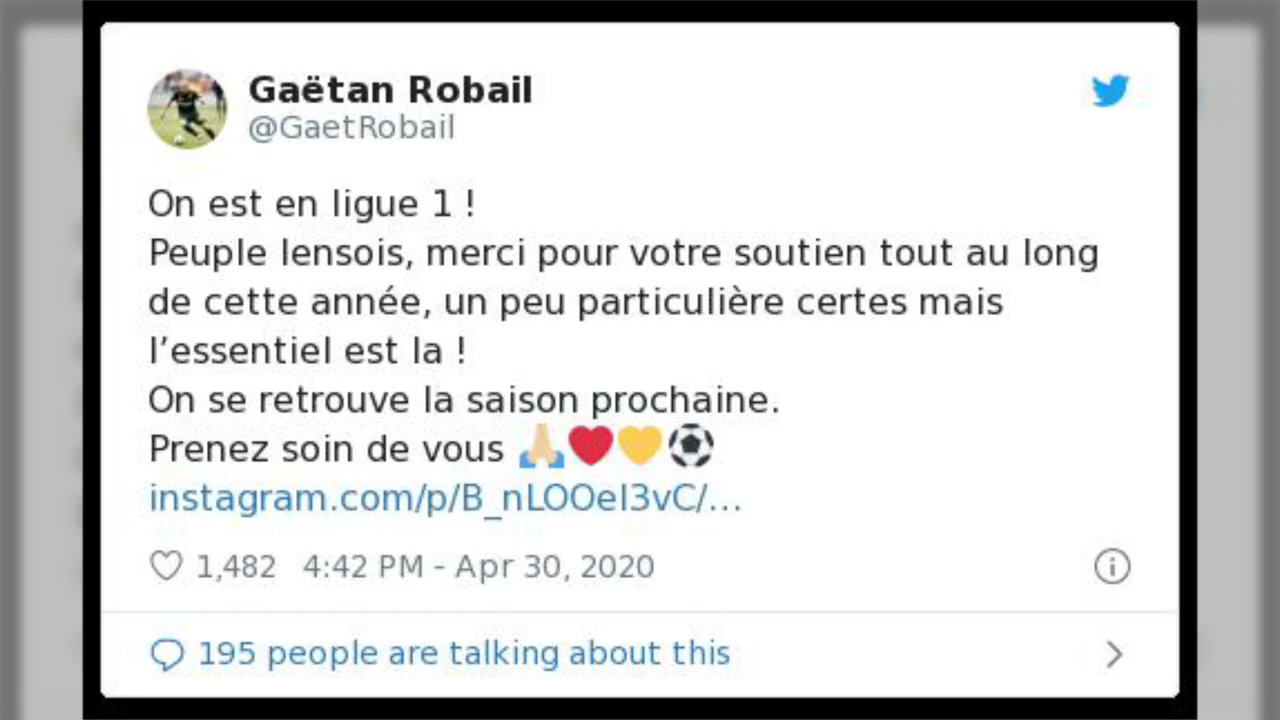 Gaëtan Robail
@GaetRobail
On est en ligue 1 !
Peuple lensois, merci pour votre soutien tout au long
de cette année, un peu particulière certes mais
l’essentiel est la !
On se retrouve la saison prochaine.
Prenez soin de vous 🙏🏼❤️💛⚽
instagram.com/p/B_nLOOel3vC/…
1,482 4:42 PM - Apr 30, 2020
195 people are talking about this